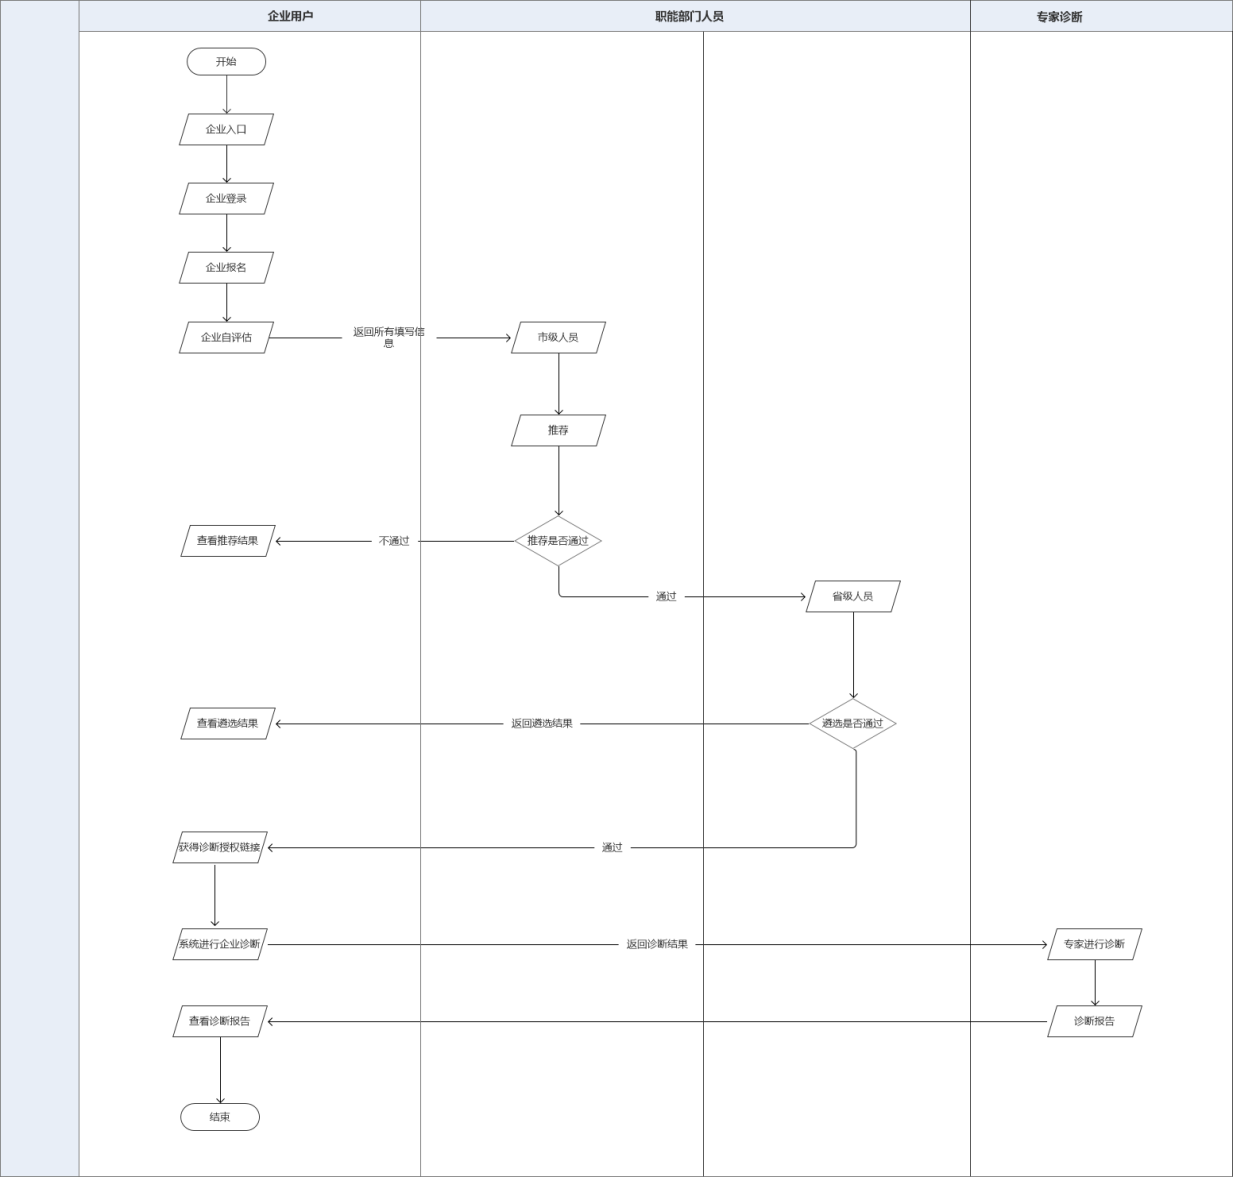 企业用户
职能部门人员
专家诊断
开始
企业入口
企业登录
企业报名
企业自评估
返回所有填写信
息
市级人员
推荐
查看推荐结果
不通过
推荐是否通过
通过
省级人员
查看遴选结果
返回遴选结果
遴选是否通过
获得诊断授权链接
通过
系统进行企业诊断
返回诊断结果
专家进行诊断
查看诊断报告
诊断报告
结束